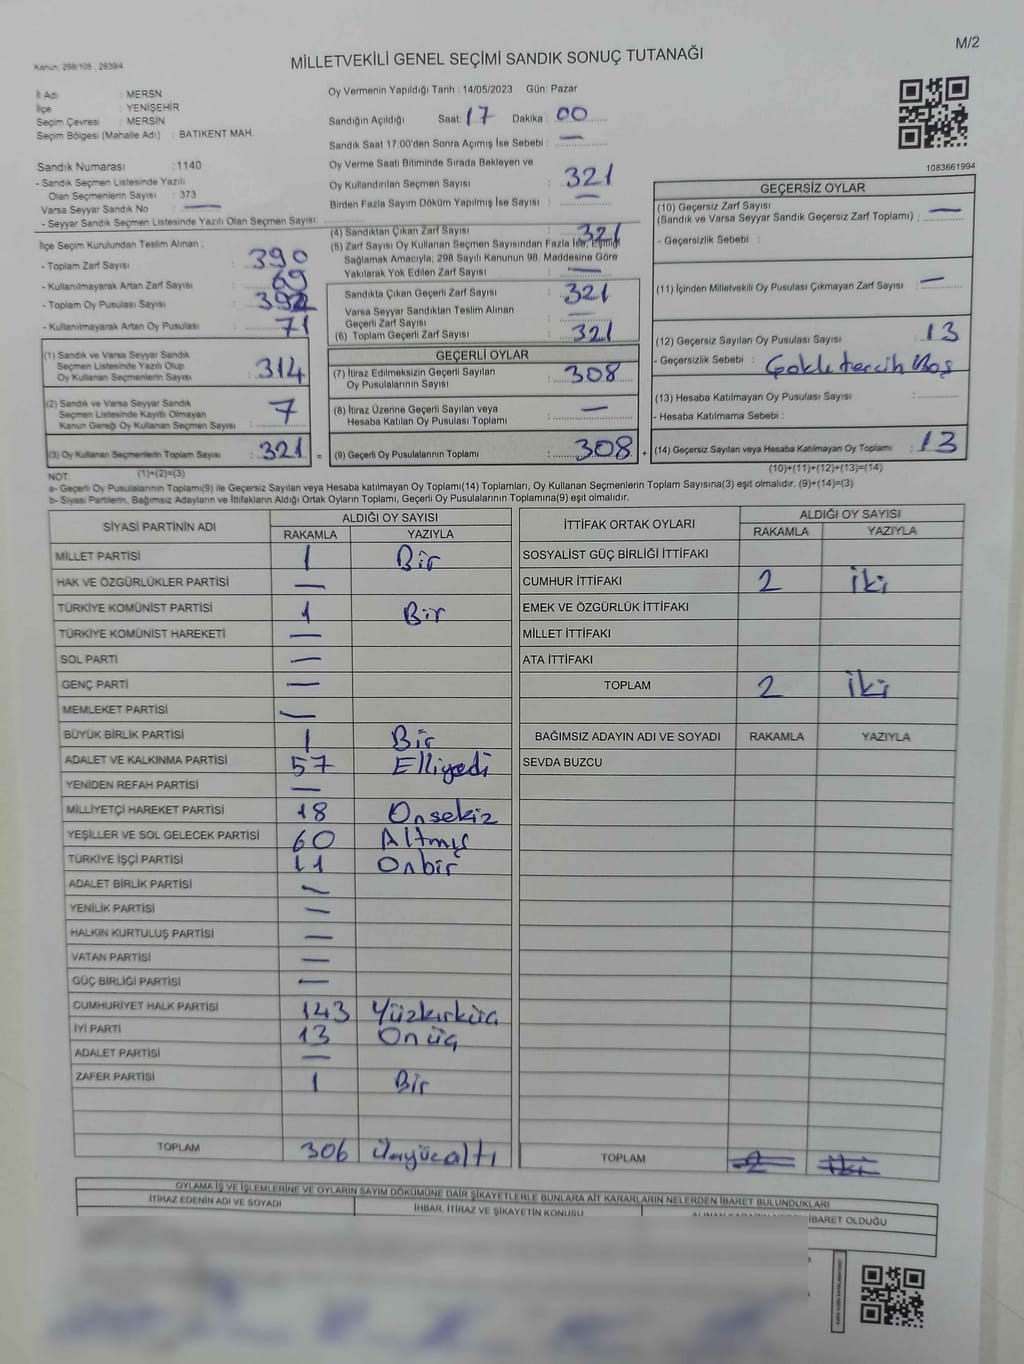 M/2
Kanun: 298/105 , 2839/4
MİLLETVEKİLİ GENEL SEÇİMİ SANDIK SONUÇ TUTANAĞI
İl Adı : MERSN
İlçe : YENİŞEHİR
Seçim Çevresi : MERSİN
Seçim Bölgesi (Mahalle Adı) : BATIKENT MAH.
Sandık Numarası : 1140
- Sandık Seçmen Listesinde Yazılı
Olan Seçmenlerin Sayısı : 373
Varsa Seyyar Sandık No : —
- Seyyar Sandık Seçmen Listesinde Yazılı Olan Seçmen Sayısı:
Oy Vermenin Yapıldığı Tarih : 14/05/2023 Gün: Pazar
Sandığın Açıldığı Saat: 17 Dakika : 00
Sandık Saat 17:00'den Sonra Açımış İse Sebebi : —
Oy Verme Saati Bitiminde Sırada Bekleyen ve
Oy Kullandırılan Seçmen Sayısı : 321
Birden Fazla Sayım Döküm Yapılmış İse Sayısı : —
1083661994
İlçe Seçim Kurulundan Teslim Alınan :
- Toplam Zarf Sayısı : 390
- Kullanılmayarak Artan Zarf Sayısı : 69
- Toplam Oy Pusulası Sayısı : 392
- Kullanılmayarak Artan Oy Pusulası : 71
(1) Sandık ve Varsa Seyyar Sandık
Seçmen Listesinde Yazılı Olup
Oy Kullanan Seçmenlerin Sayısı : 314
(2) Sandık ve Varsa Seyyar Sandık
Seçmen Listesinde Kayıtlı Olmayan
Kanun Gereği Oy Kullanan Seçmen Sayısı : 7
(3) Oy Kullanan Seçmenlerin Toplam Sayısı : 321 =
(1)+(2)=(3)
(4) Sandıktan Çıkan Zarf Sayısı : 321
(5) Zarf Sayısı Oy Kullanan Seçmen Sayısından Fazla İse, Eşitliği
Sağlamak Amacıyla; 298 Sayılı Kanunun 98. Maddesine Göre
Yakılarak Yok Edilen Zarf Sayısı : —
Sandıkta Çıkan Geçerli Zarf Sayısı : 321
Varsa Seyyar Sandıktan Teslim Alınan
Geçerli Zarf Sayısı : —
(6) Toplam Geçerli Zarf Sayısı : 321
GEÇERLİ OYLAR
(7) İtiraz Edilmeksizin Geçerli Sayılan
Oy Pusulalarının Sayısı : 308
(8) İtiraz Üzerine Geçerli Sayılan veya
Hesaba Katılan Oy Pusulası Toplamı : —
(9) Geçerli Oy Pusulalarının Toplamı : 308 +
GEÇERSİZ OYLAR
(10) Geçersiz Zarf Sayısı
(Sandık ve Varsa Seyyar Sandık Geçersiz Zarf Toplamı) : —
- Geçersizlik Sebebi :
(11) İçinden Milletvekili Oy Pusulası Çıkmayan Zarf Sayısı : —
(12) Geçersiz Sayılan Oy Pusulası Sayısı : 13
- Geçersizlik Sebebi : Çoklu tercih Boş
(13) Hesaba Katılmayan Oy Pusulası Sayısı :
- Hesaba Katılmama Sebebi :
(14) Geçersiz Sayılan veya Hesaba Katılmayan Oy Toplamı : 13
(10)+(11)+(12)+(13)=(14)
NOT:
a- Geçerli Oy Pusulalarının Toplamı(9) ile Geçersiz Sayılan veya Hesaba Katılmayan Oy Toplamı(14) Toplamları, Oy Kullanan Seçmenlerin Toplam Sayısına(3) eşit olmalıdır. (9)+(14)=(3)
b- Siyasi Partilerin, Bağımsız Adayların ve İttifakların Aldığı Ortak Oyların Toplamı, Geçerli Oy Pusulalarının Toplamına(9) eşit olmalıdır.
SİYASİ PARTİNİN ADI ALDIĞI OY SAYISI
RAKAMLA YAZIYLA
MİLLET PARTİSİ 1 Bir
HAK VE ÖZGÜRLÜKLER PARTİSİ —
TÜRKİYE KOMÜNİST PARTİSİ 1 Bir
TÜRKİYE KOMÜNİST HAREKETİ —
SOL PARTİ —
GENÇ PARTİ —
MEMLEKET PARTİSİ —
BÜYÜK BİRLİK PARTİSİ 1 Bir
ADALET VE KALKINMA PARTİSİ 57 Elliyedi
YENİDEN REFAH PARTİSİ —
MİLLİYETÇİ HAREKET PARTİSİ 18 Onsekiz
YEŞİLLER VE SOL GELECEK PARTİSİ 60 Altmış
TÜRKİYE İŞÇİ PARTİSİ 11 Onbir
ADALET BİRLİK PARTİSİ —
YENİLİK PARTİSİ —
HALKIN KURTULUŞ PARTİSİ —
VATAN PARTİSİ —
GÜÇ BİRLİĞİ PARTİSİ —
CUMHURİYET HALK PARTİSİ 143 Yüzkırküç
İYİ PARTİ 13 Onüç
ADALET PARTİSİ —
ZAFER PARTİSİ 1 Bir
TOPLAM 306 Üçyüzaltı
İTTİFAK ORTAK OYLARI ALDIĞI OY SAYISI
RAKAMLA YAZIYLA
SOSYALİST GÜÇ BİRLİĞİ İTTİFAKI
CUMHUR İTTİFAKI 2 İki
EMEK VE ÖZGÜRLÜK İTTİFAKI
MİLLET İTTİFAKI
ATA İTTİFAKI
TOPLAM 2 İki
BAĞIMSIZ ADAYIN ADI VE SOYADI RAKAMLA YAZIYLA
SEVDA BUZCU
TOPLAM 2 İki
OYLAMA İŞ VE İŞLEMLERİNE VE OYLARIN SAYIM DÖKÜMÜNE DAİR ŞİKAYETLERLE BUNLARA AİT KARARLARIN NELERDEN İBARET BULUNDUKLARI
İTİRAZ EDENİN ADI VE SOYADI
İHBAR, İTİRAZ VE ŞİKAYETİN KONUSU
İBARET OLDUĞU